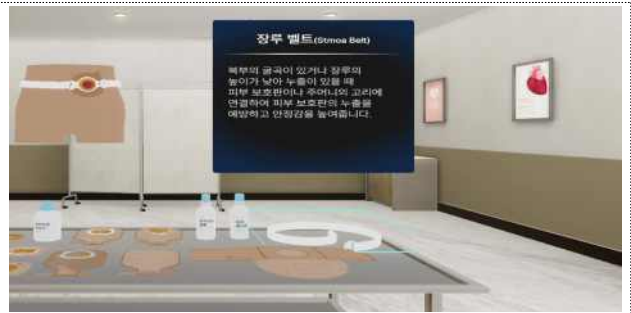 장루 벨트(Stmoa Belt)
복부의 굴곡이 있거나 장루의
높이가 낮아 누출이 있을 때
피부 보호판이나 주머니의 고리에
연결하여 피부 보호판의 누출을
예방하고 안정감을 높여줍니다.